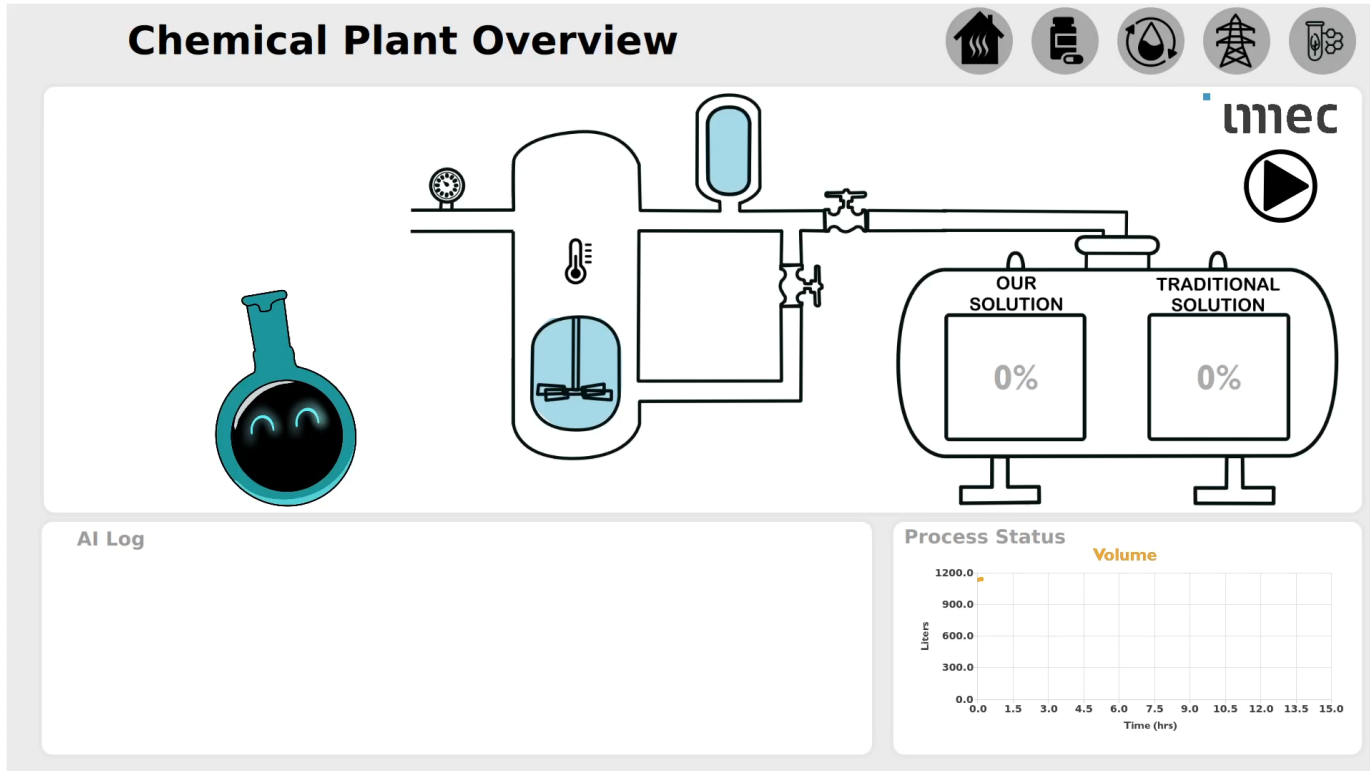 Chemical Plant Overview
imec
OUR
SOLUTION
TRADITIONAL
SOLUTION
0%
0%
AI Log
Process Status
Volume
1200.0
900.0
600.0
300.0
0.0
Liters
0.0 1.5 3.0 4.5 6.0 7.5 9.0 10.5 12.0 13.5 15.0
Time (hrs)